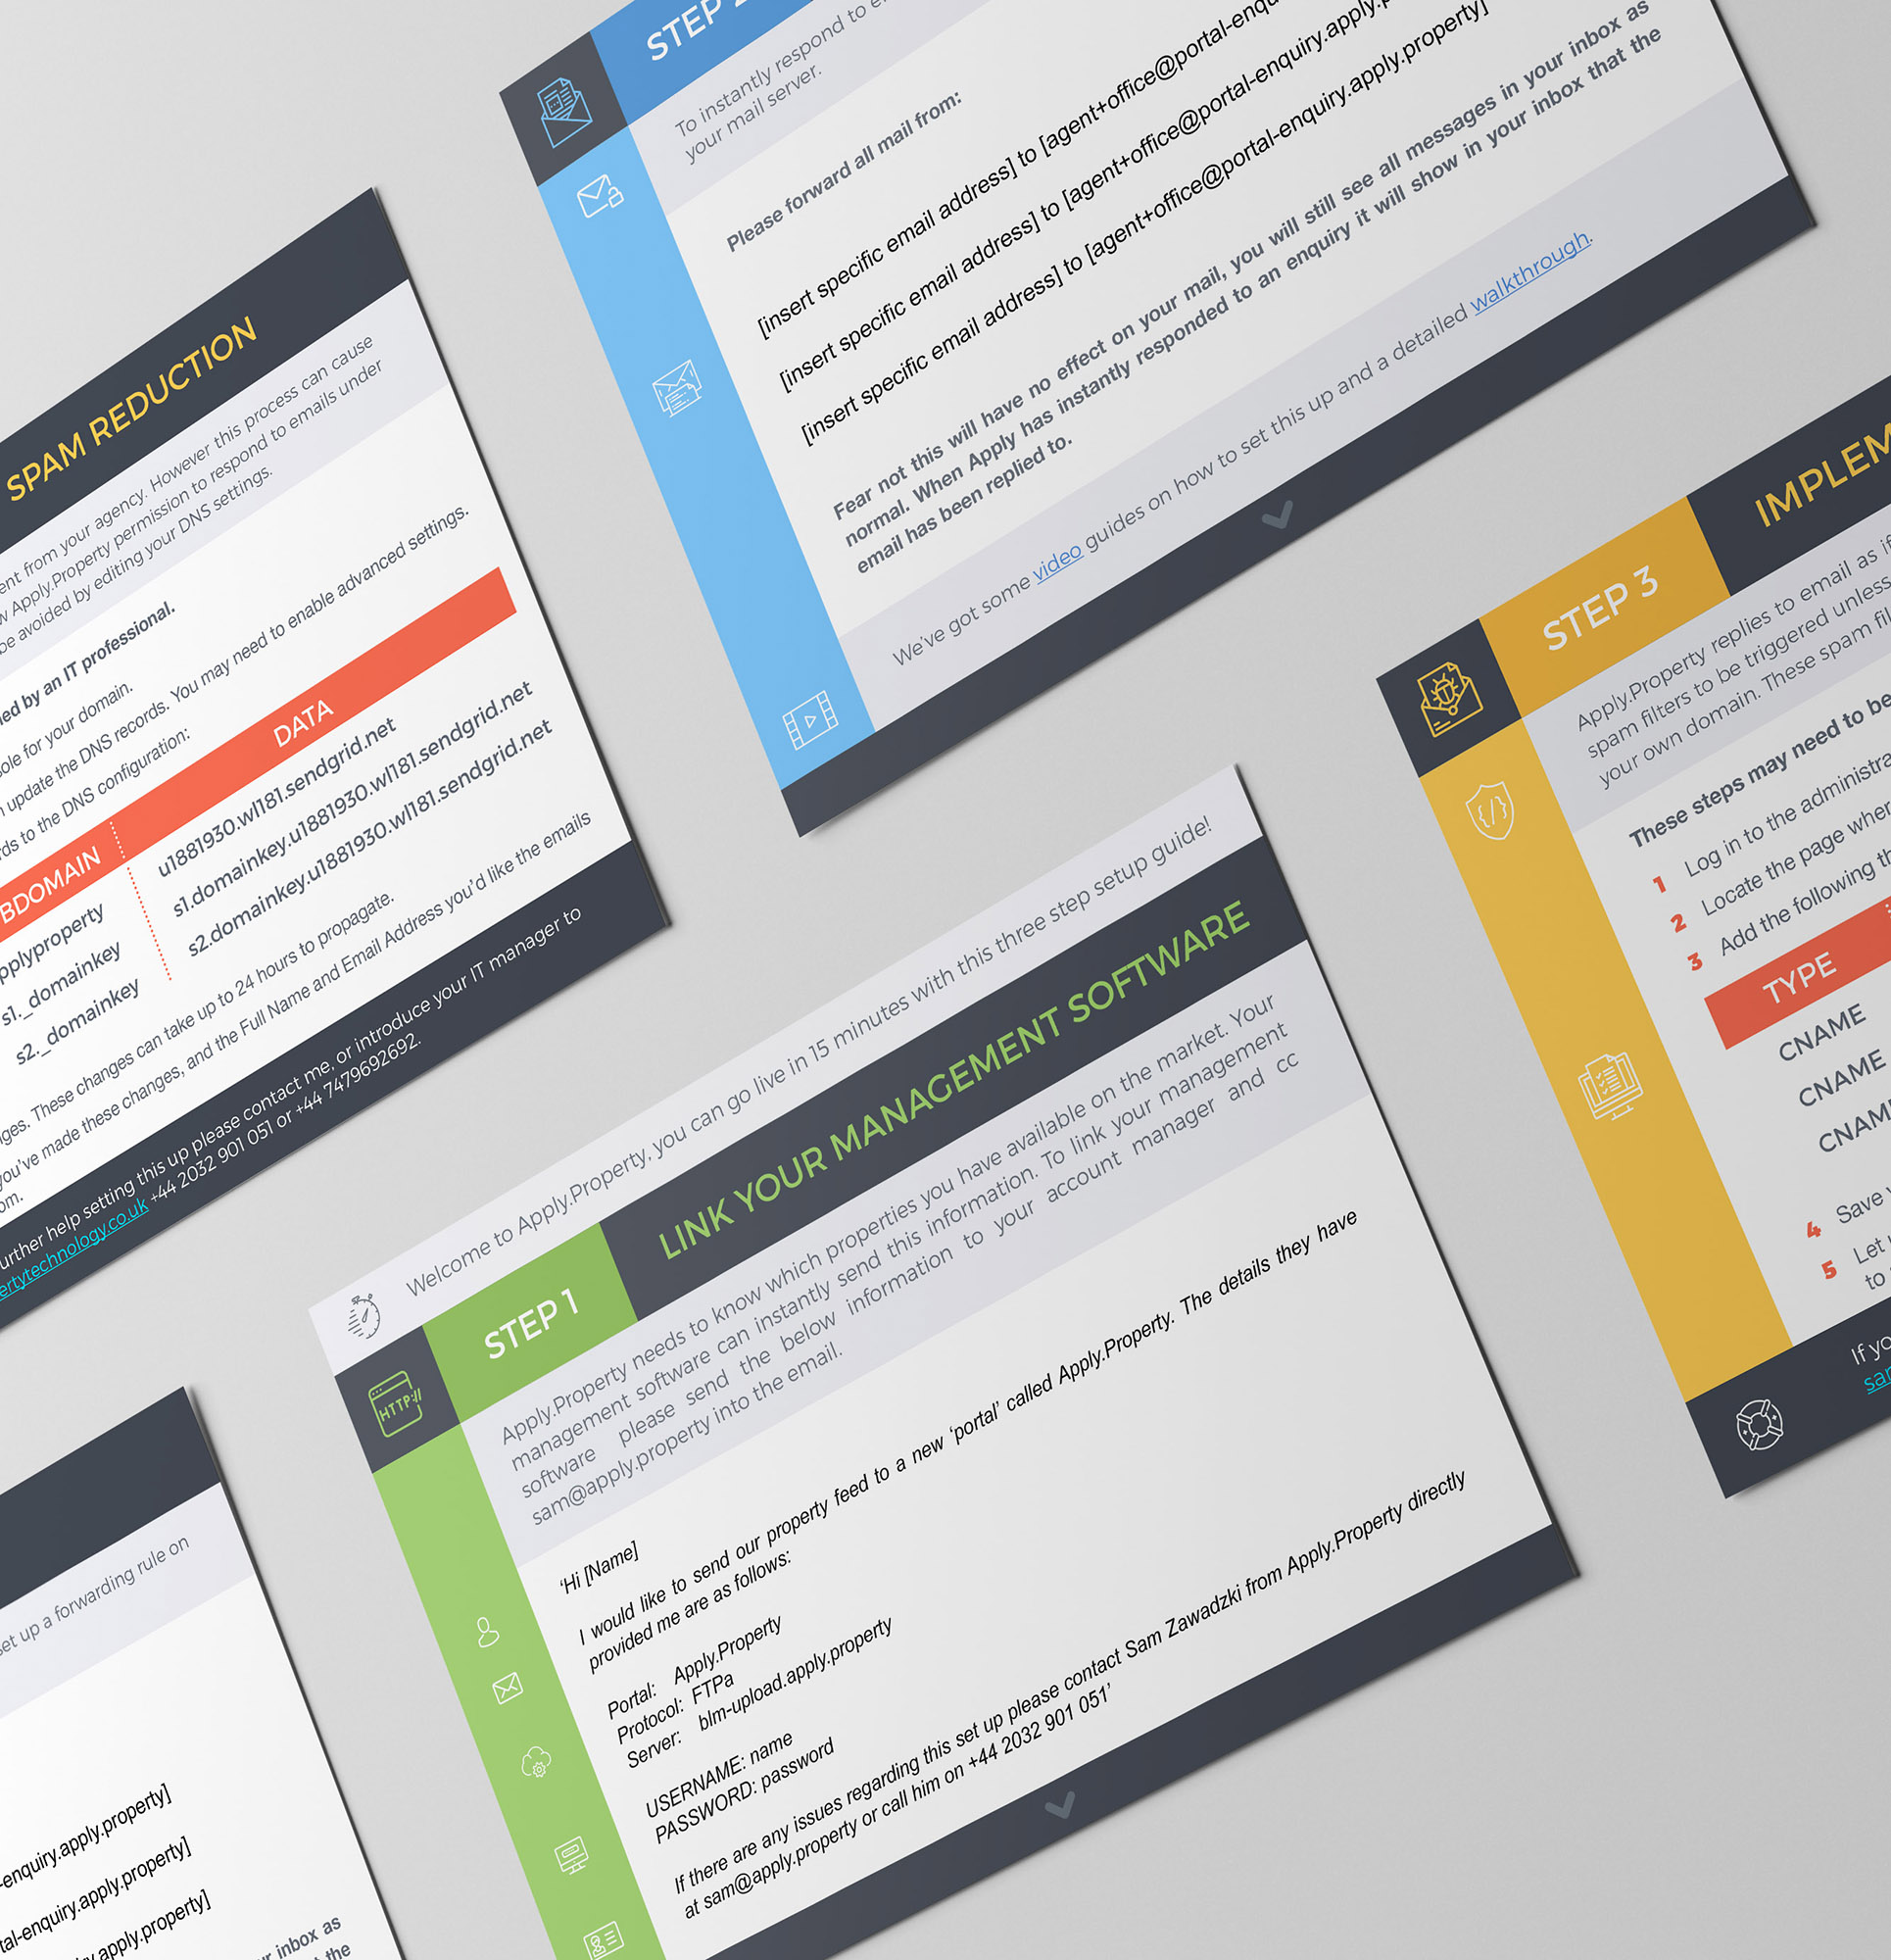 STEP 2
To instantly respond to
your mail server.
Please forward all mail from:
[insert specific email address] to [agent+office@portal-enqu
[insert specific email address] to [agent+office@portal-enquiry.apply.p
[insert specific email address] to [agent+office@portal-enquiry.apply.property]
Fear not this will have no effect on your mail, you will still see all messages in your inbox as
normal. When Apply has instantly responded to an enquiry it will show in your inbox that the
email has been replied to.
We've got some video guides on how to set this up and a detailed walkthrough.
SPAM REDUCTION
ent from your agency. However this process can cause
w Apply.Property permission to respond to emails under
be avoided by editing your DNS settings.
led by an IT professional.
sole for your domain.
n update the DNS records. You may need to enable advanced settings.
rds to the DNS configuration:
BDOMAIN DATA
pplyproperty u1881930.wl181.sendgrid.net
s1._domainkey s1.domainkey.u1881930.wl181.sendgrid.net
s2._domainkey s2.domainkey.u1881930.wl181.sendgrid.net
nges. These changes can take up to 24 hours to propagate.
you've made these changes, and the Full Name and Email Address you'd like the emails
om.
urther help setting this up please contact me, or introduce your IT manager to
ertytechnology.co.uk +44 2032 901 051 or +44 7479692692.
STEP 3 IMPLEM
Apply.Property replies to email as if
spam filters to be triggered unless
your own domain. These spam fil
These steps may need to be
1 Log in to the administra
2 Locate the page wher
3 Add the following th
TYPE
CNAME
CNAME
CNAME
4 Save y
5 Let u
to
If yo
sam
Welcome to Apply.Property, you can go live in 15 minutes with this three step setup guide!
STEP 1 LINK YOUR MANAGEMENT SOFTWARE
HTTP://
Apply.Property needs to know which properties you have available on the market. Your
management software can instantly send this information. To link your management
software please send the below information to your account manager and cc
sam@apply.property into the email.
'Hi [Name]
I would like to send our property feed to a new 'portal' called Apply.Property. The details they have
provided me are as follows:
Portal: Apply.Property
Protocol: FTPa
Server: blm-upload.apply.property
USERNAME: name
PASSWORD: password
If there are any issues regarding this set up please contact Sam Zawadzki from Apply.Property directly
at sam@apply.property or call him on +44 2032 901 051'
set up a forwarding rule on
-enquiry.apply.property]
tal-enquiry.apply.property]
ry.apply.property]
r inbox as
t the